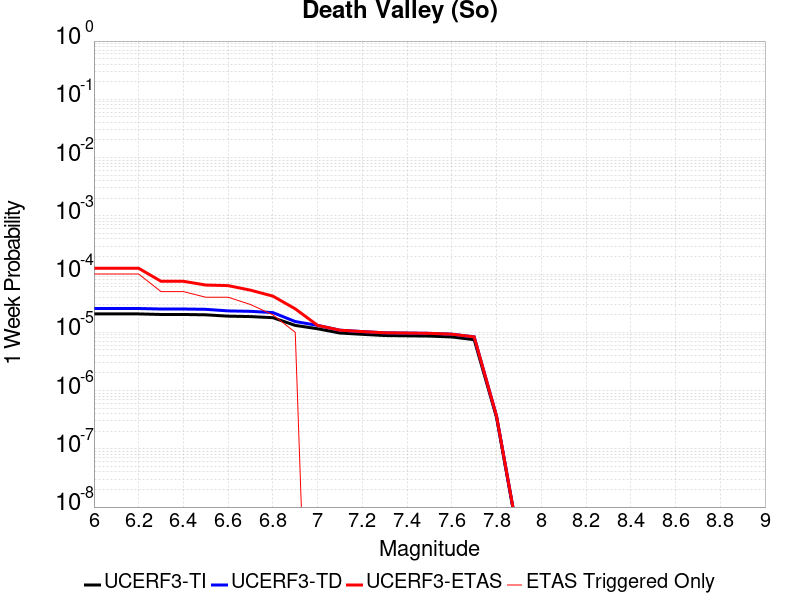 Death Valley (So)
10^0
10^-1
10^-2
10^-3
10^-4
10^-5
10^-6
10^-7
10^-8
1 Week Probability
6 6.2 6.4 6.6 6.8 7 7.2 7.4 7.6 7.8 8 8.2 8.4 8.6 8.8 9
Magnitude
UCERF3-TI UCERF3-TD UCERF3-ETAS ETAS Triggered Only